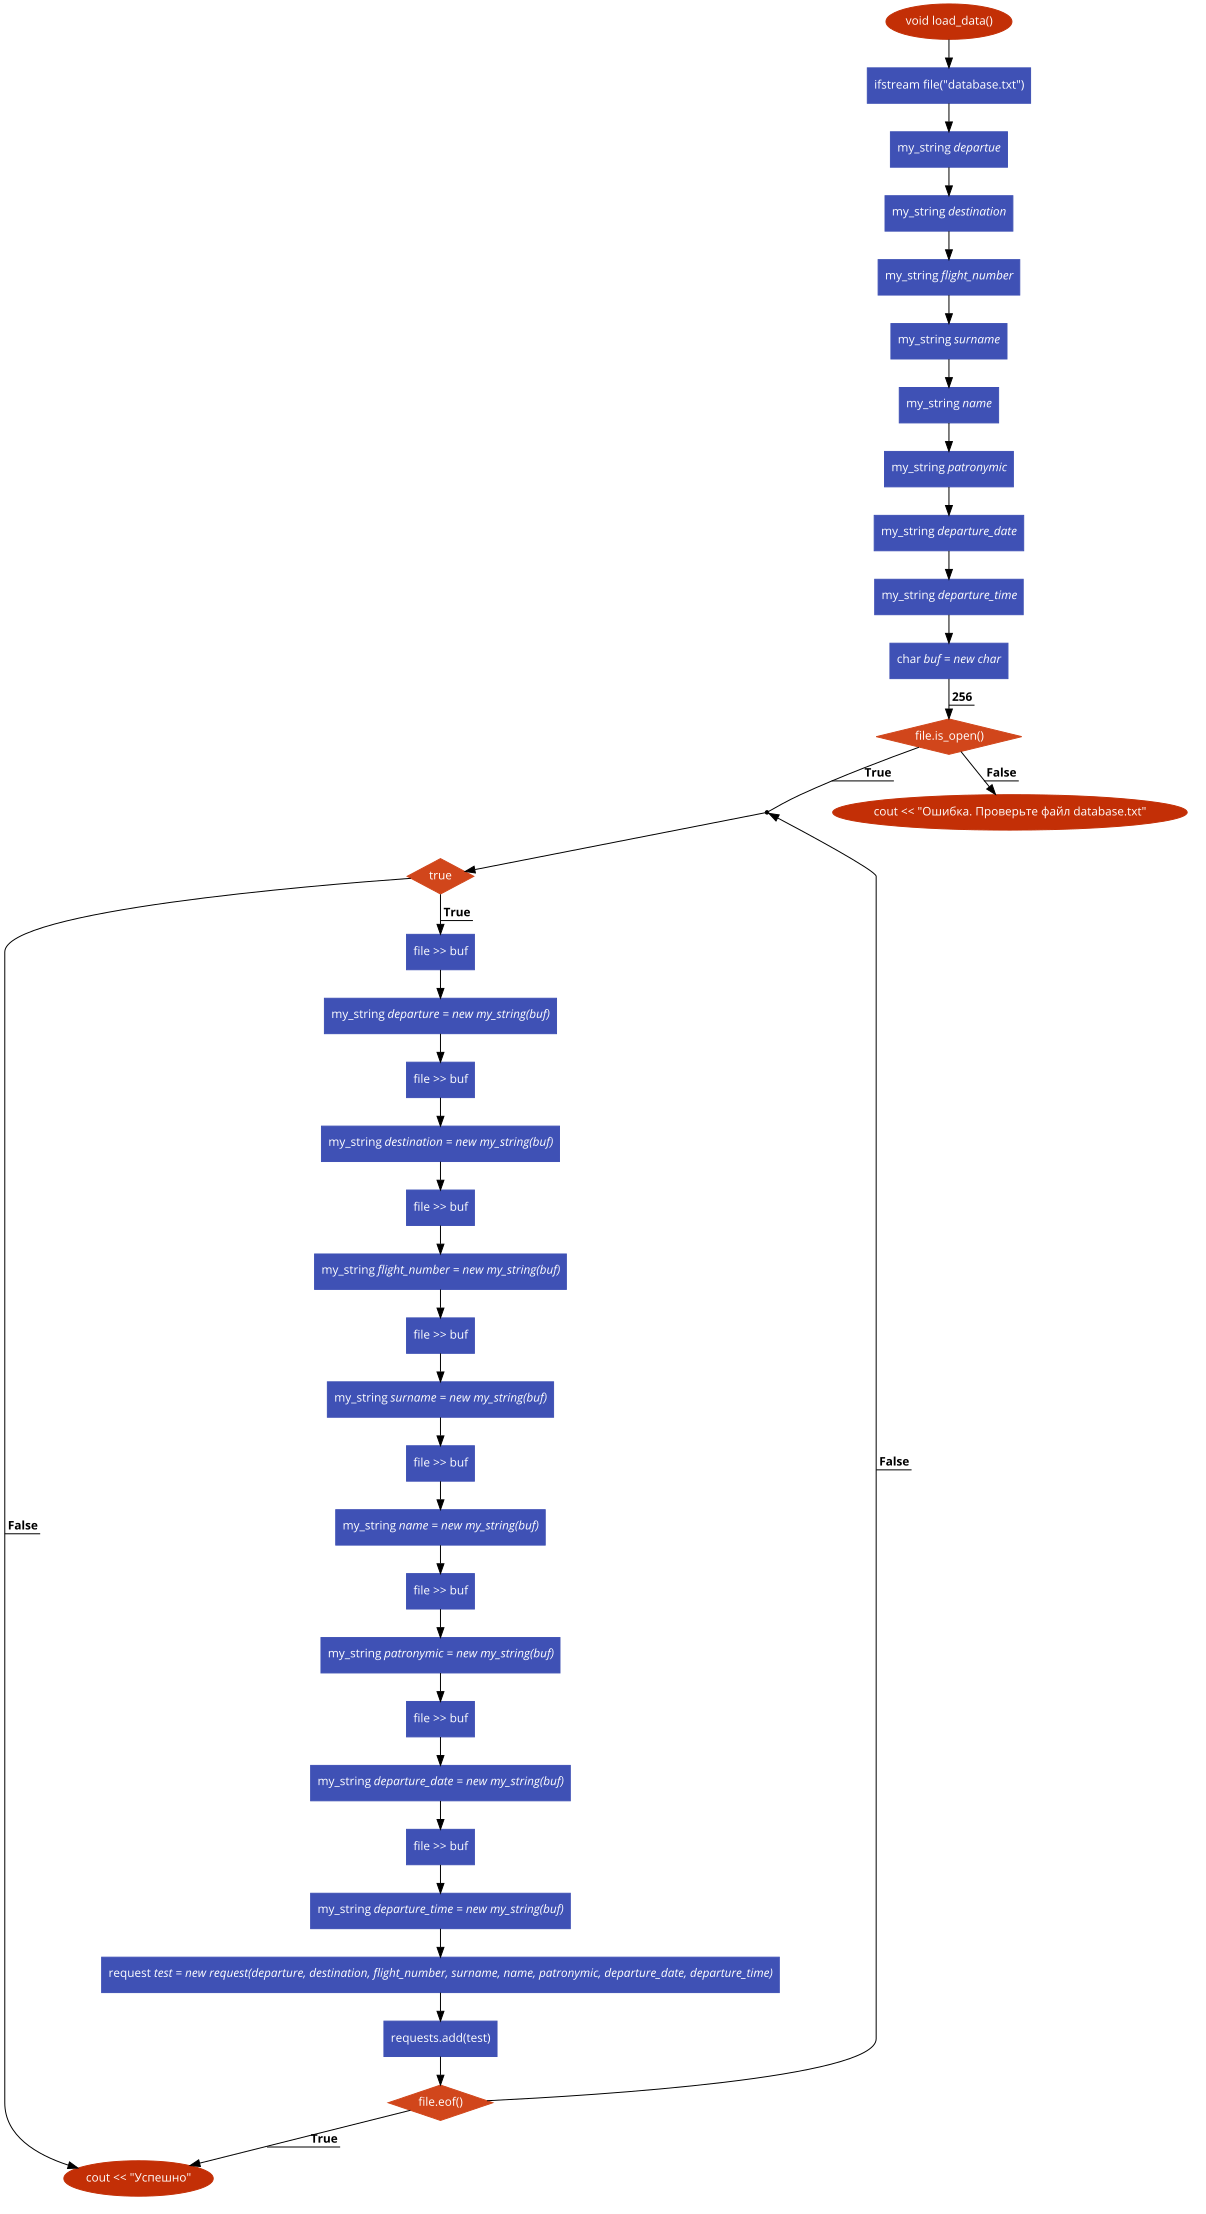 void load_data()
ifstream file("database.txt")
my_string departue
my_string destination
my_string flight_number
my_string surname
my_string name
my_string patronymic
my_string departure_date
my_string departure_time
char buf = new char
256
file.is_open()
True
False
cout << "Ошибка. Проверьте файл database.txt"
true
True
file >> buf
my_string departure = new my_string(buf)
file >> buf
my_string destination = new my_string(buf)
file >> buf
my_string flight_number = new my_string(buf)
file >> buf
my_string surname = new my_string(buf)
file >> buf
False
my_string name = new my_string(buf)
False
file >> buf
my_string patronymic = new my_string(buf)
file >> buf
my_string departure_date = new my_string(buf)
file >> buf
my_string departure_time = new my_string(buf)
request test = new request(departure, destination, flight_number, surname, name, patronymic, departure_date, departure_time)
requests.add(test)
file.eof()
True
cout << "Успешно"